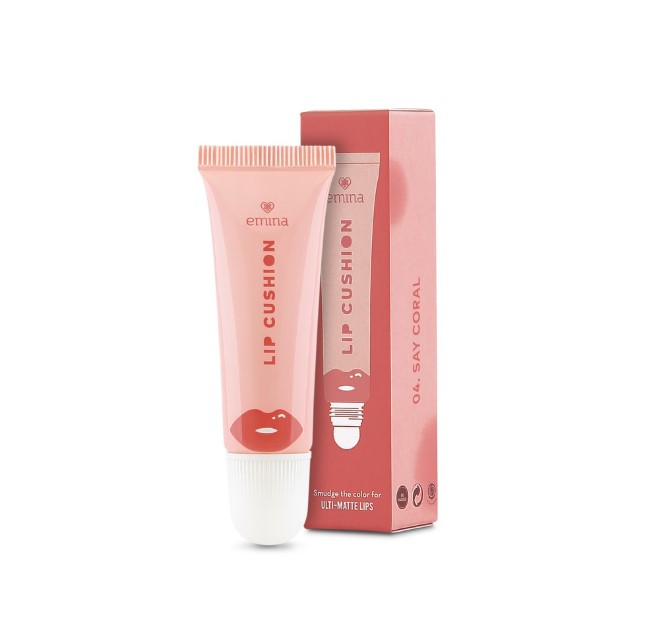 emina
LIP CUSHION
emina
LIP CUSHION
Smudge the color for
ULTI-MATTE LIPS
04. SAY CORAL